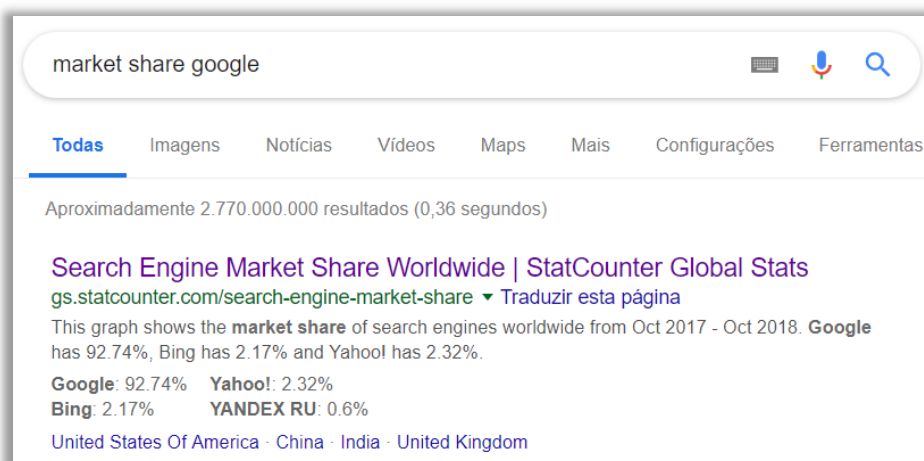 market share google
Todas Imagens Notícias Vídeos Maps Mais Configurações Ferramentas
Aproximadamente 2.770.000.000 resultados (0,36 segundos)
Search Engine Market Share Worldwide | StatCounter Global Stats
gs.statcounter.com/search-engine-market-share ▾ Traduzir esta página
This graph shows the market share of search engines worldwide from Oct 2017 - Oct 2018. Google
has 92.74%, Bing has 2.17% and Yahoo! has 2.32%.
Google: 92.74% Yahoo!: 2.32%
Bing: 2.17% YANDEX RU: 0.6%
United States Of America · China · India · United Kingdom